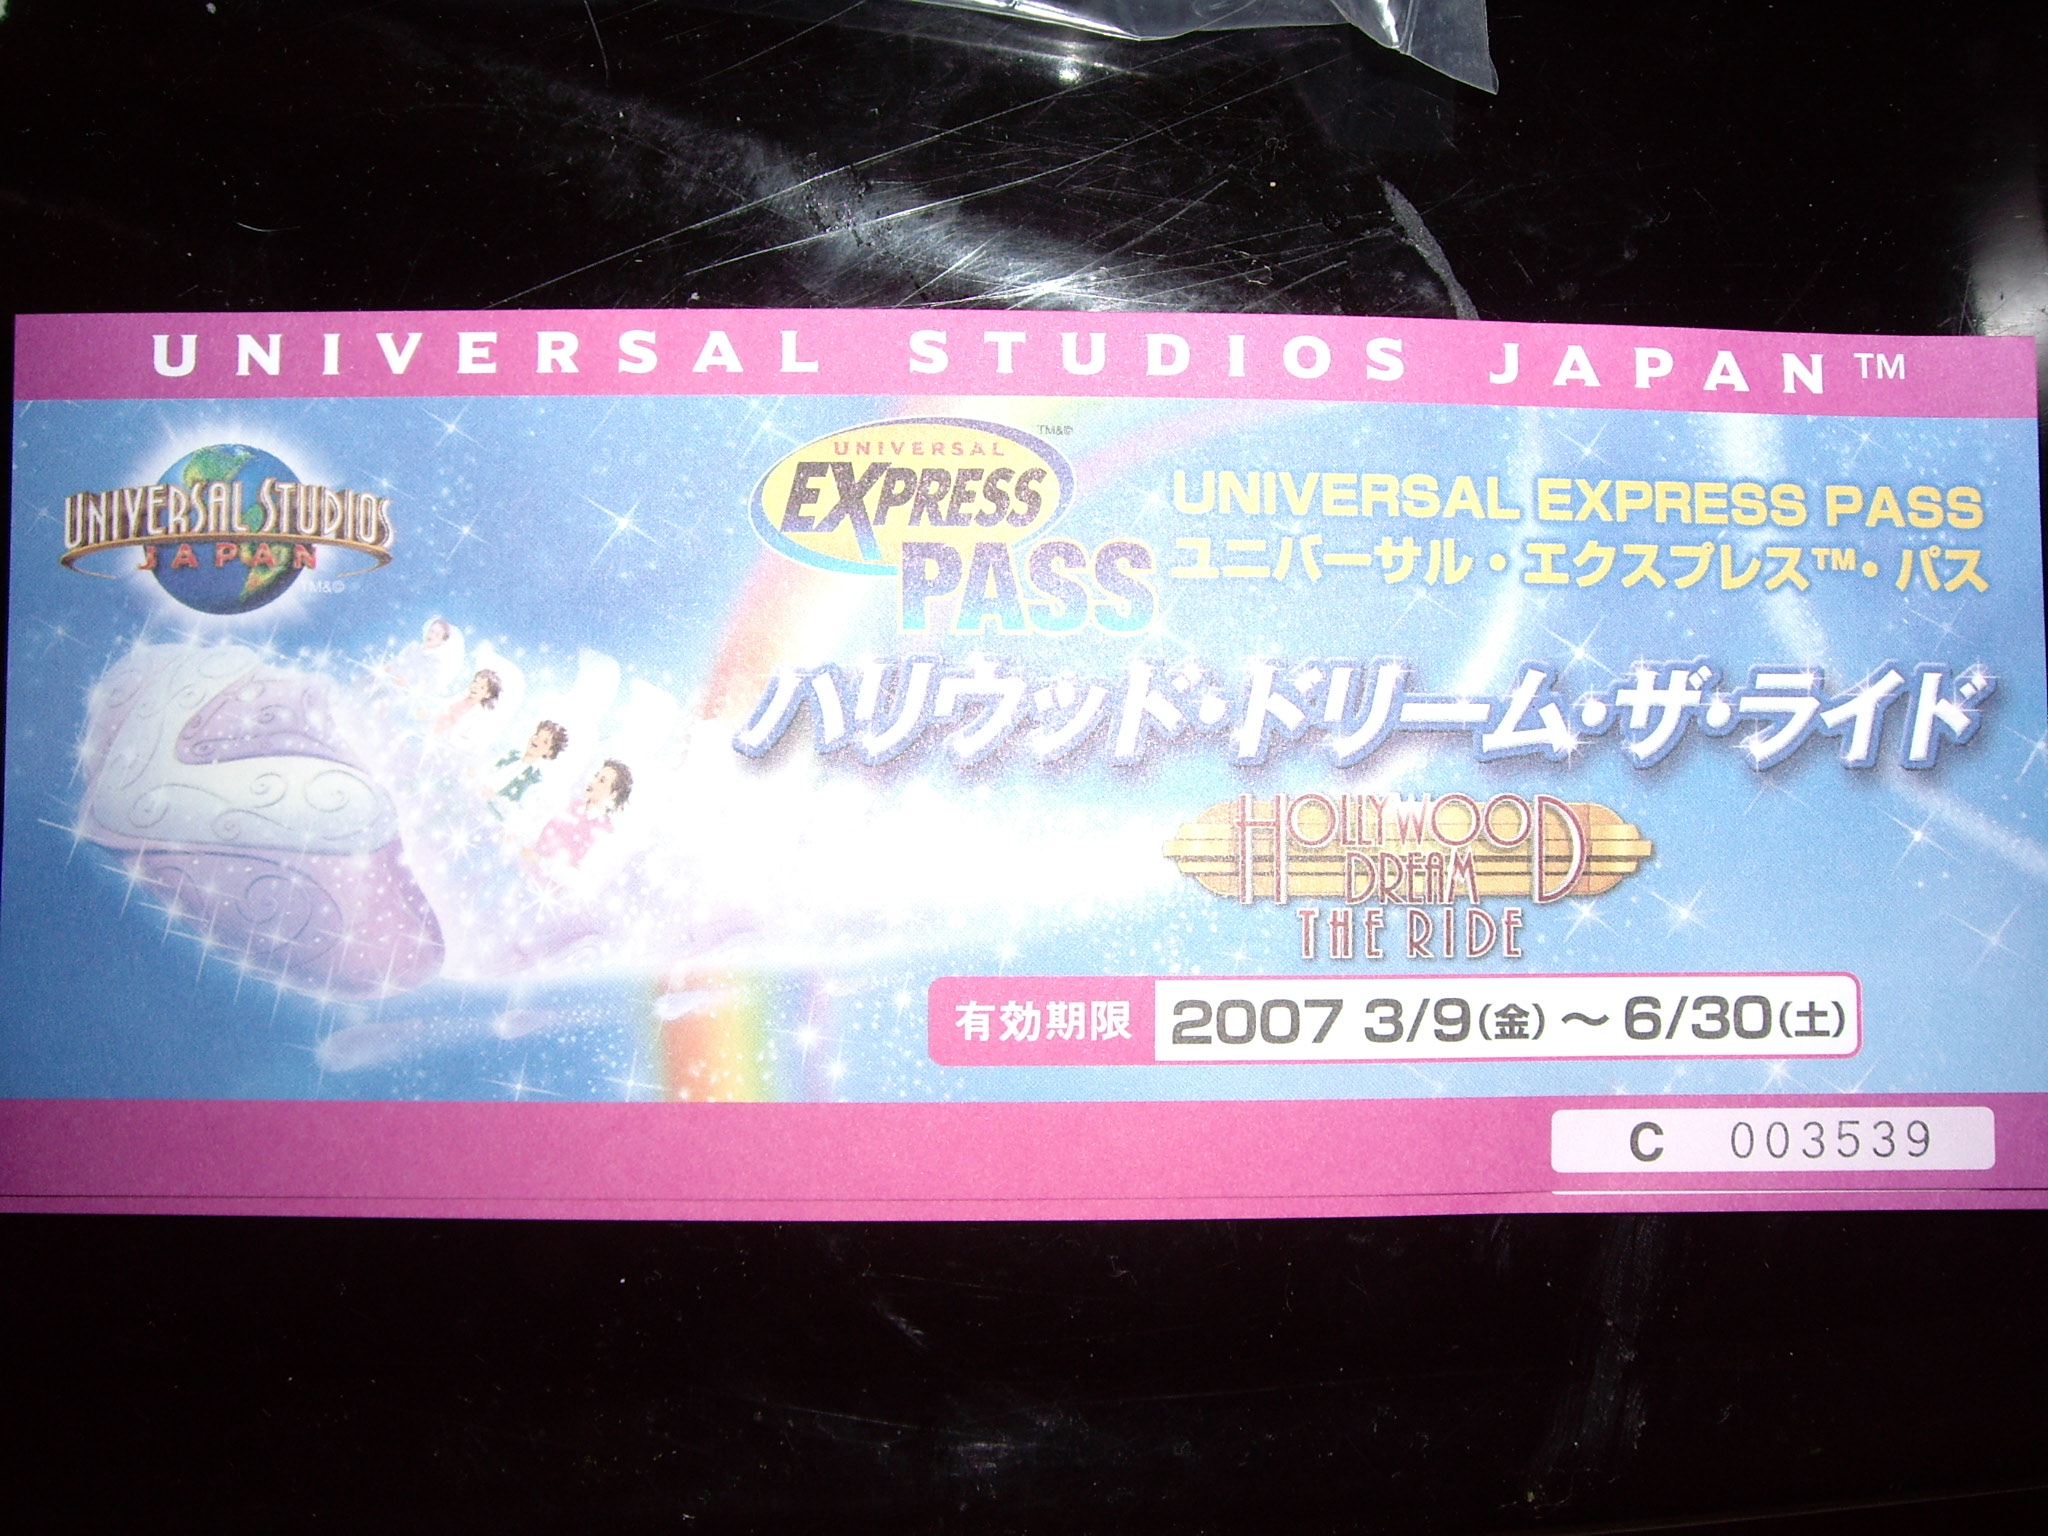 UNIVERSAL STUDIOS JAPAN™
UNIVERSAL STUDIOS
JAPAN
TM&©
UNIVERSAL
EXPRESS
PASS
TM&©
UNIVERSAL EXPRESS PASS
ユニバーサル・エクスプレス™・パス
ハリウッド・ドリーム・ザ・ライド
HOLLYWOOD
DREAM
THE RIDE
有効期限 2007 3/9(金)～6/30(土)
C 003539